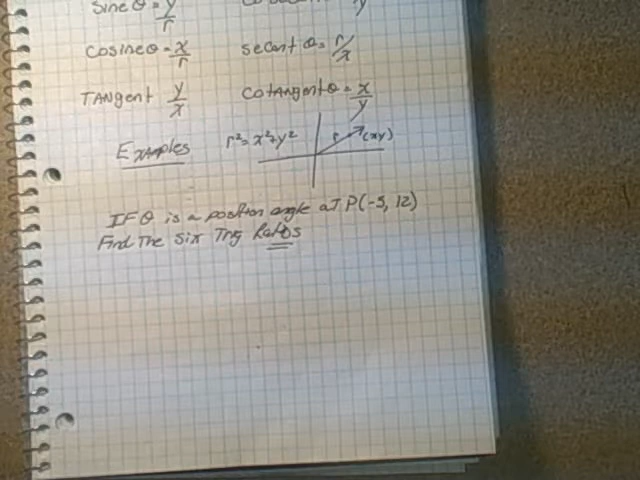 sine θ = y/r
cosine θ = x/r secant θ = r/x
TANgent y/x cotangent θ = x/y
Examples r² = x² + y² r (xy)
IF θ is a position angle aT P(-5, 12)
Find The six Trig Ratios